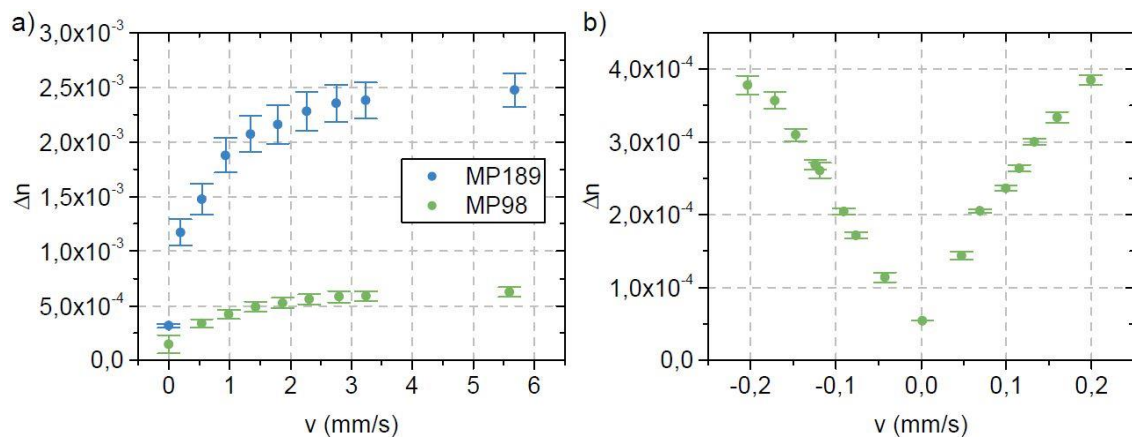 a)
3,0x10⁻³
2,5x10⁻³
2,0x10⁻³
1,5x10⁻³
1,0x10⁻³
5,0x10⁻⁴
0,0
Δn
0 1 2 3 4 5 6
v (mm/s)
MP189
MP98
b)
4,0x10⁻⁴
3,0x10⁻⁴
2,0x10⁻⁴
1,0x10⁻⁴
Δn
-0,2 -0,1 0,0 0,1 0,2
v (mm/s)